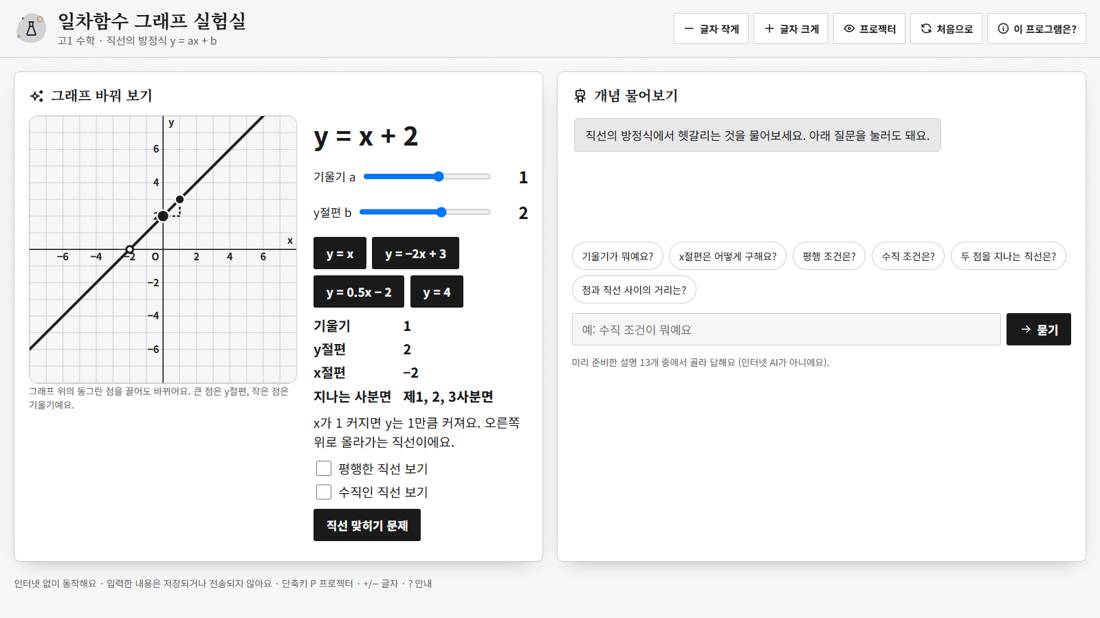 일차함수 그래프 실험실
고1 수학 · 직선의 방정식 y = ax + b
글자 작게
글자 크게
프로젝터
처음으로
이 프로그램은?
그래프 바꿔 보기
y
6
4
x
−6 −4 −2 O 2 4 6
−2
−4
−6
그래프 위의 동그란 점을 끌어도 바뀌어요. 큰 점은 y절편, 작은 점은
기울기예요.
y = x + 2
기울기 a 1
y절편 b 2
y = x
y = −2x + 3
y = 0.5x − 2
y = 4
기울기 1
y절편 2
x절편 −2
지나는 사분면 제1, 2, 3사분면
x가 1 커지면 y는 1만큼 커져요. 오른쪽
위로 올라가는 직선이에요.
평행한 직선 보기
수직인 직선 보기
직선 맞히기 문제
개념 물어보기
직선의 방정식에서 헷갈리는 것을 물어보세요. 아래 질문을 눌러도 돼요.
기울기가 뭐예요?
x절편은 어떻게 구해요?
평행 조건은?
수직 조건은?
두 점을 지나는 직선은?
점과 직선 사이의 거리는?
예: 수직 조건이 뭐예요
묻기
미리 준비한 설명 13개 중에서 골라 답해요 (인터넷 AI가 아니에요).
인터넷 없이 동작해요 · 입력한 내용은 저장되거나 전송되지 않아요 · 단축키 P 프로젝터 · +/− 글자 · ? 안내